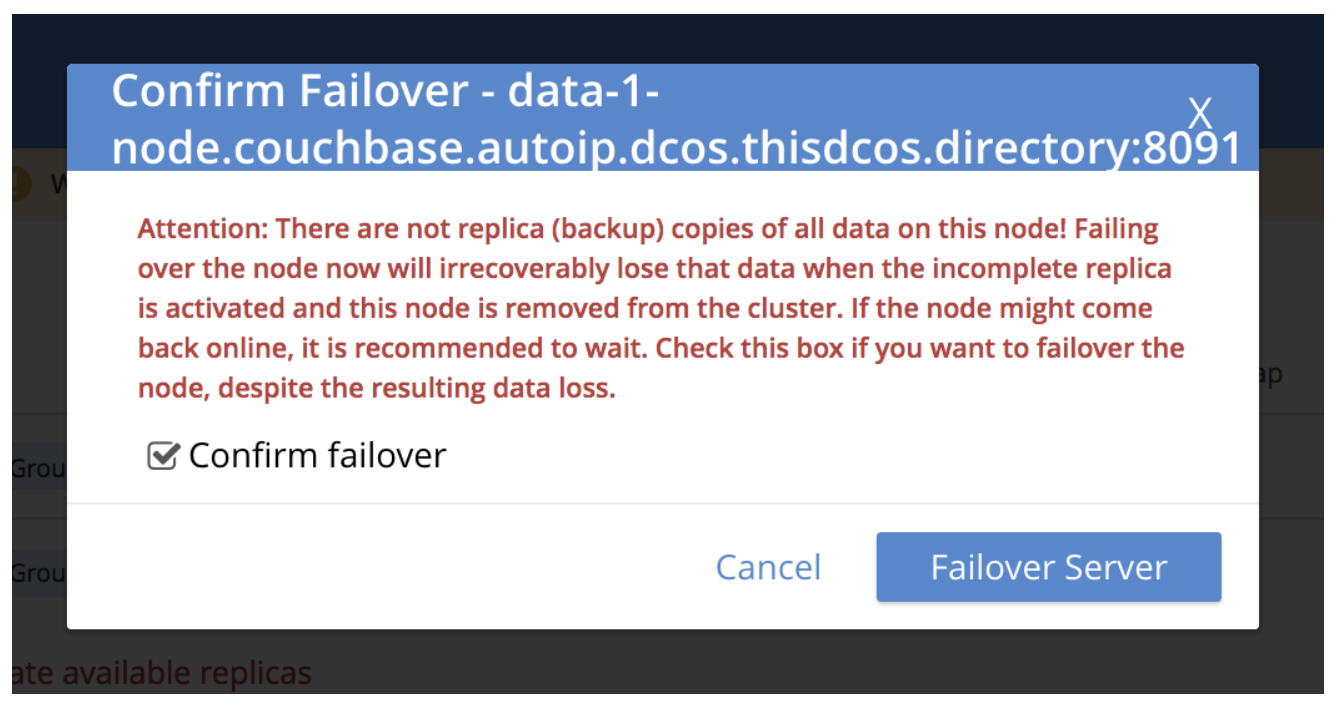 Confirm Failover - data-1-
X
node.couchbase.autoip.dcos.thisdcos.directory:8091
Attention: There are not replica (backup) copies of all data on this node! Failing
over the node now will irrecoverably lose that data when the incomplete replica
is activated and this node is removed from the cluster. If the node might come
back online, it is recommended to wait. Check this box if you want to failover the
node, despite the resulting data loss.
Confirm failover
Cancel
Failover Server
available replicas